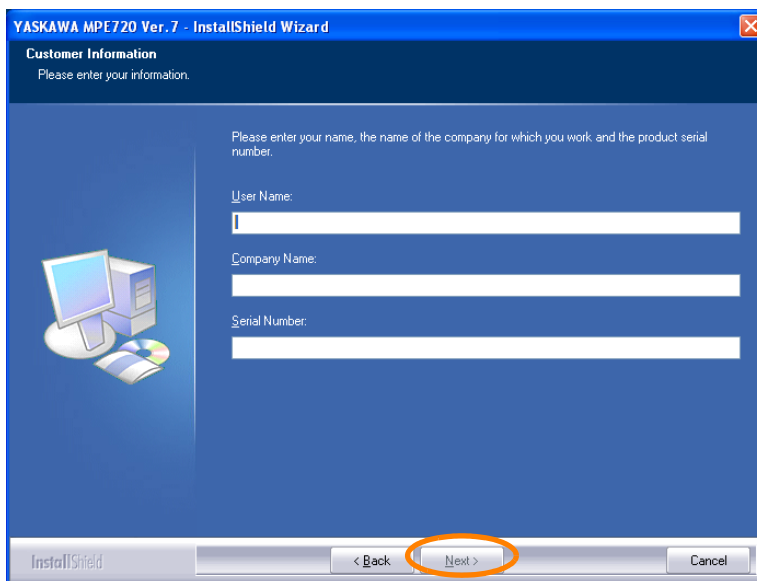 YASKAWA MPE720 Ver.7 - InstallShield Wizard
Customer Information
Please enter your information.
Please enter your name, the name of the company for which you work and the product serial
number.
User Name:
Company Name:
Serial Number:
InstallShield
< Back
Next >
Cancel